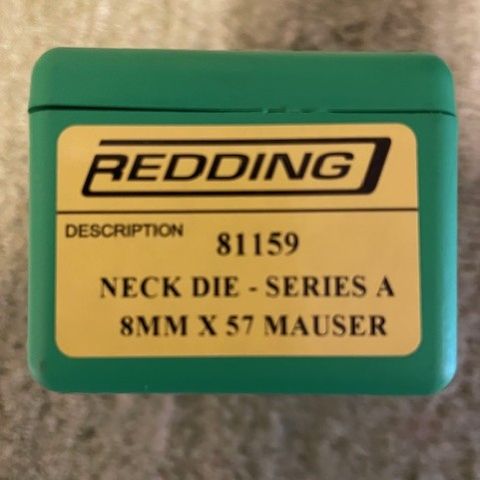 REDDING
DESCRIPTION
81159
NECK DIE - SERIES A
8MM X 57 MAUSER